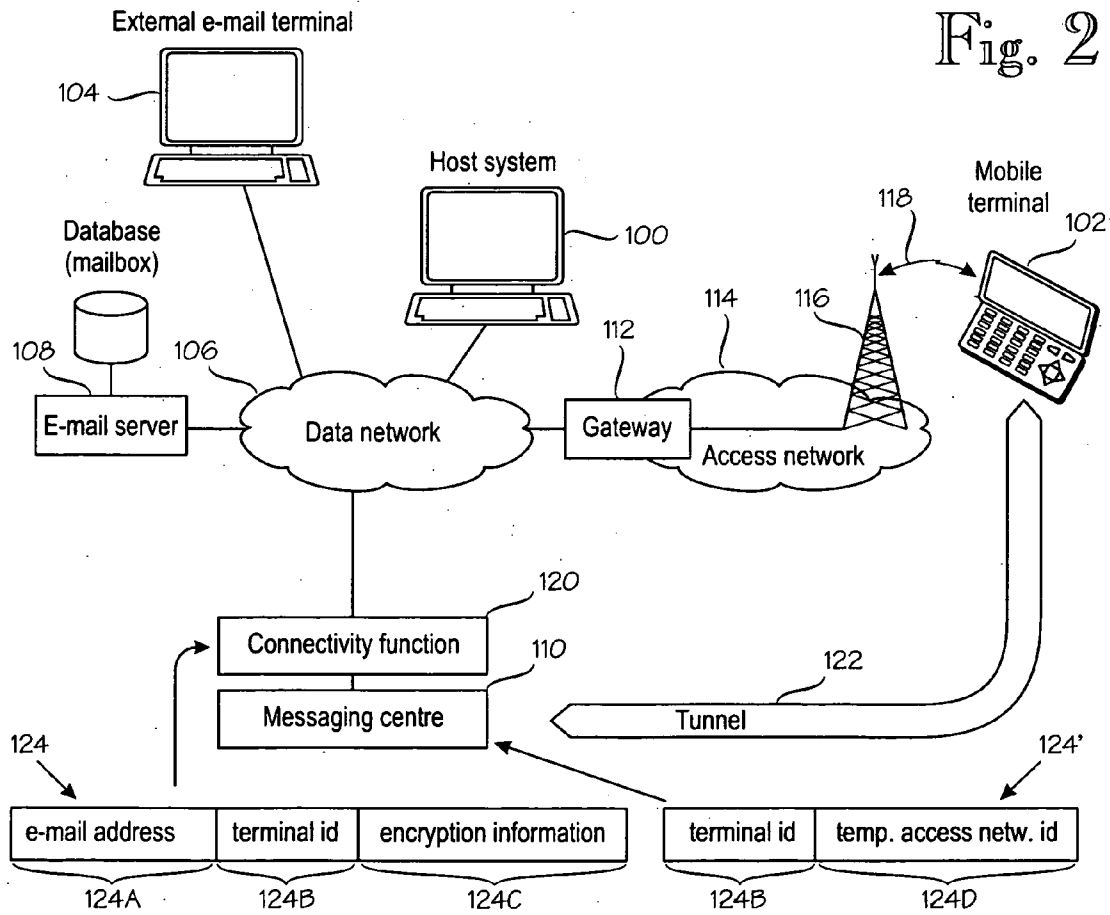 Fig. 2
External e-mail terminal
104
Host system
100
Mobile
terminal
102
118
Database
(mailbox)
114
116
108
106
112
E-mail server
Data network
Gateway
Access network
120
Connectivity function
110
Messaging centre
122
Tunnel
124
124'
e-mail address
terminal id
encryption information
terminal id
temp. access netw. id
124A
124B
124C
124B
124D